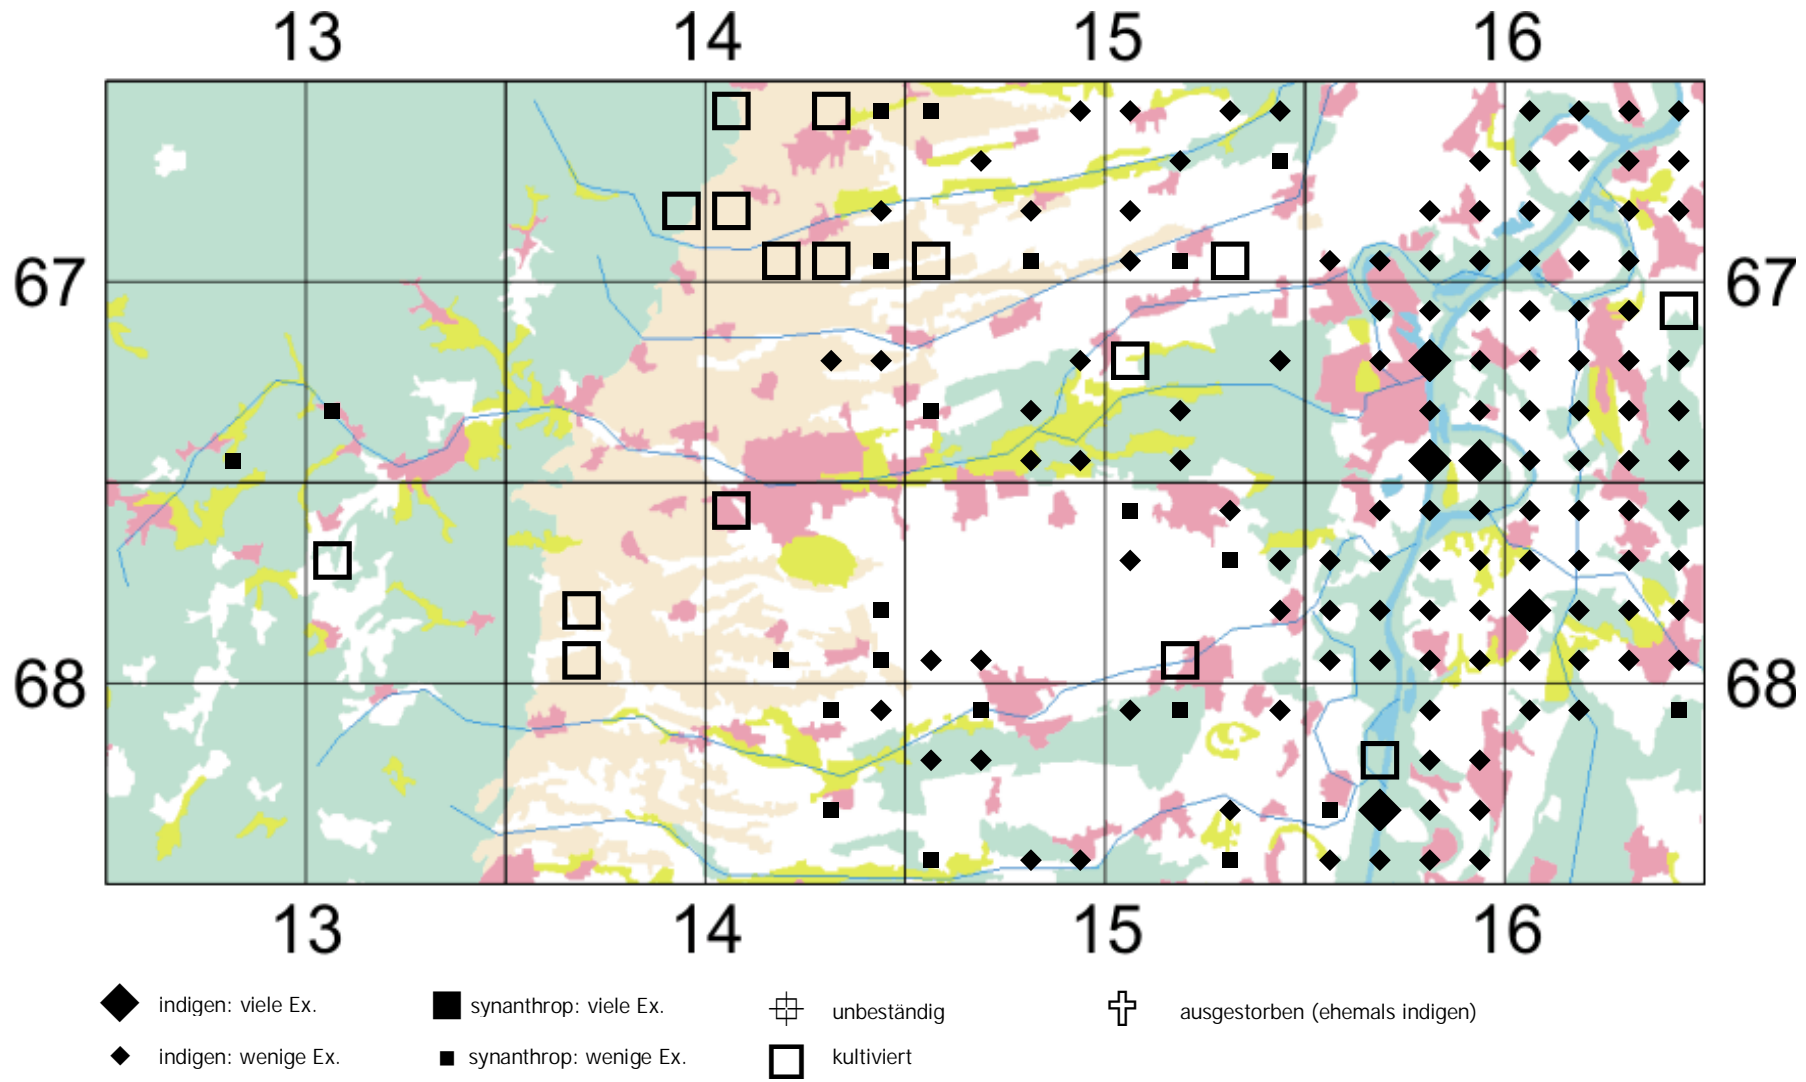 13 14 15 16
67 67
68 68
13 14 15 16
indigen: viele Ex. synanthrop: viele Ex. unbeständig ausgestorben (ehemals indigen)
indigen: wenige Ex. synanthrop: wenige Ex. kultiviert